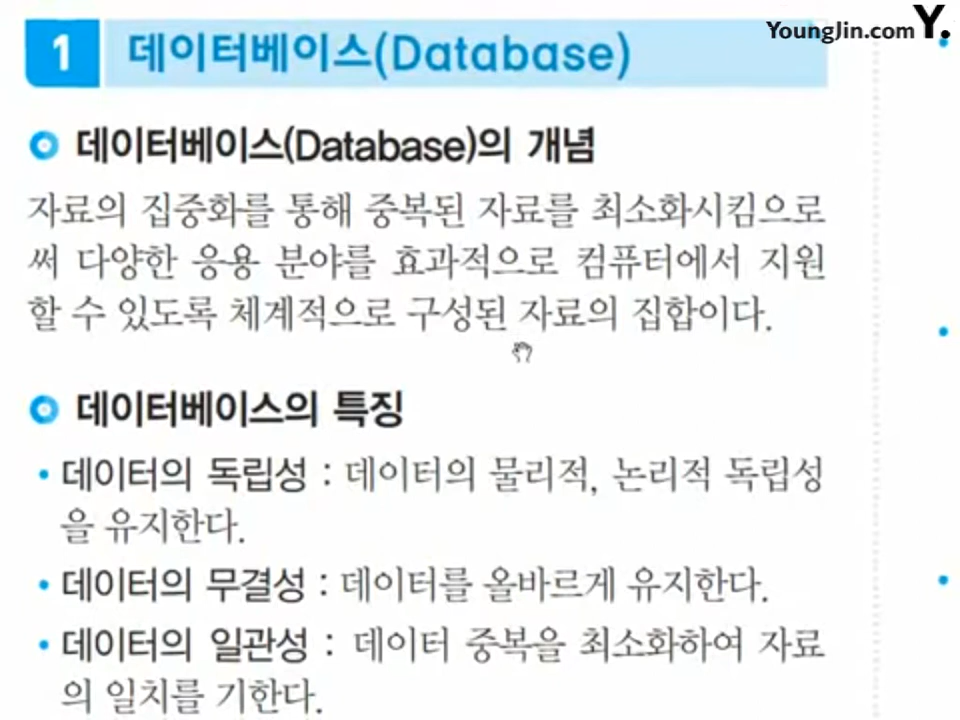 YoungJin.com Y.
1 데이터베이스(Database)
데이터베이스(Database)의 개념
자료의 집중화를 통해 중복된 자료를 최소화시킴으로
써 다양한 응용 분야를 효과적으로 컴퓨터에서 지원
할 수 있도록 체계적으로 구성된 자료의 집합이다.
데이터베이스의 특징
• 데이터의 독립성 : 데이터의 물리적, 논리적 독립성
을 유지한다.
• 데이터의 무결성 : 데이터를 올바르게 유지한다.
• 데이터의 일관성 : 데이터 중복을 최소화하여 자료
의 일치를 기한다.